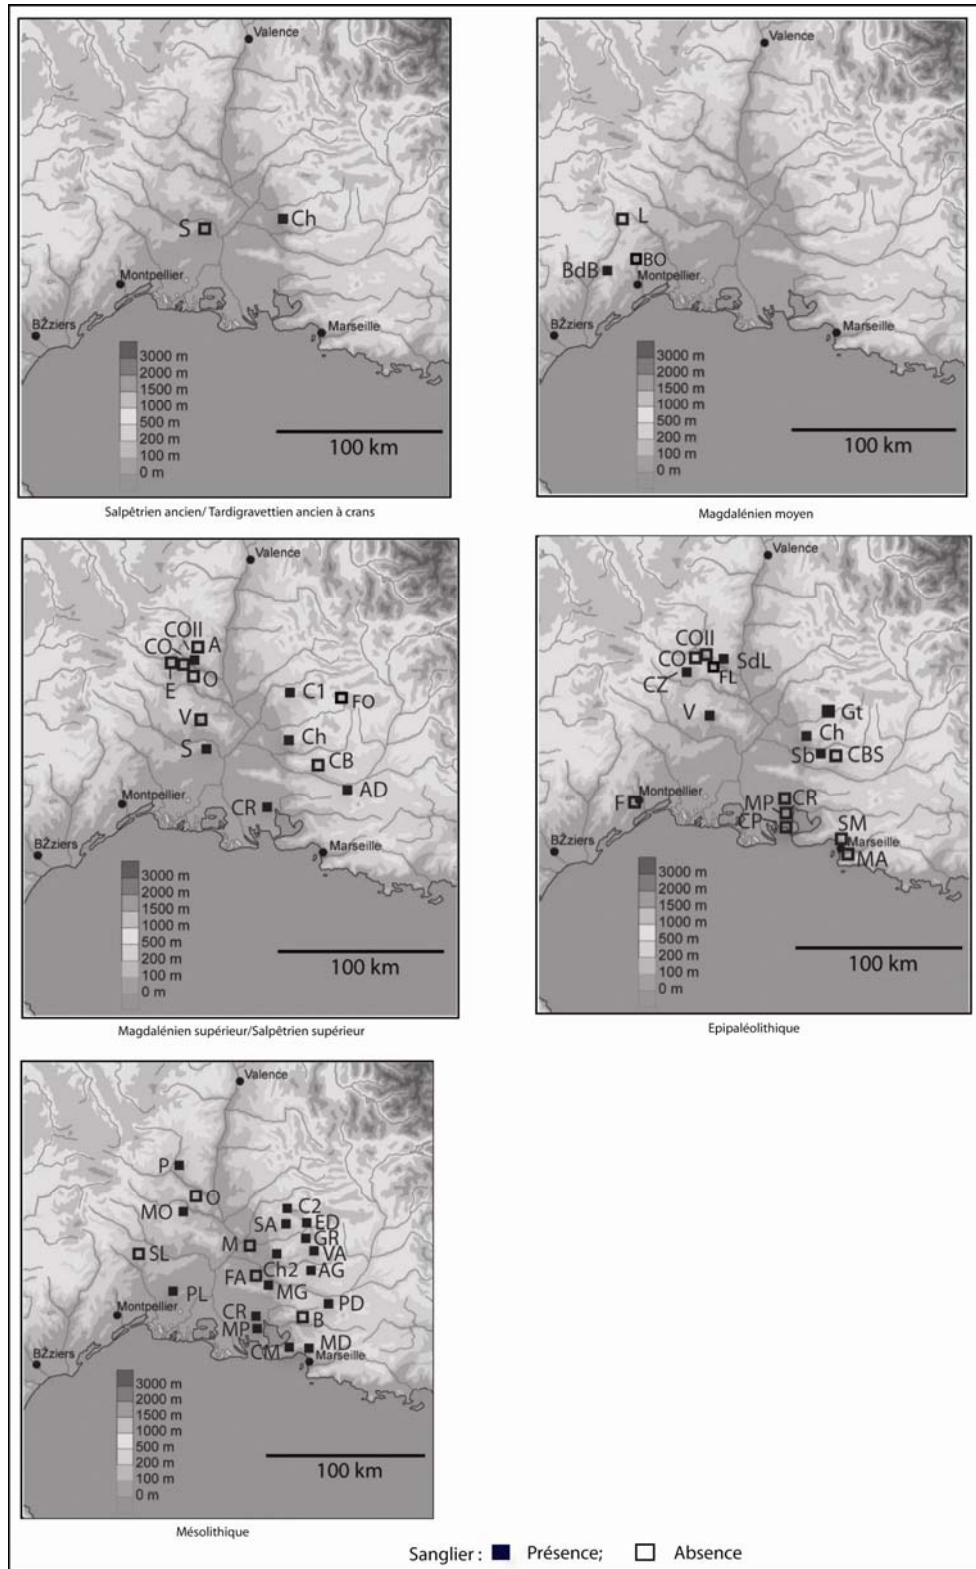 Valence
S
Ch
Montpellier
BŽziers
Marseille
3000 m
2000 m
1500 m
1000 m
500 m
200 m
100 m
0 m
100 km
Salpêtrien ancien/ Tardigravettien ancien à crans
Valence
L
BO
BdB
Montpellier
BŽziers
Marseille
3000 m
2000 m
1500 m
1000 m
500 m
200 m
100 m
0 m
100 km
Magdalénien moyen
Valence
COII
CO
A
O
E
C1
FO
V
Ch
S
CB
AD
CR
Montpellier
BŽziers
Marseille
3000 m
2000 m
1500 m
1000 m
500 m
200 m
100 m
0 m
100 km
Magdalénien supérieur/Salpêtrien supérieur
Valence
COII
CO
SdL
FL
CZ
V
Gt
Ch
Sb
CBS
Montpellier
F
MP
CR
CP
SM
Marseille
MA
BŽziers
3000 m
2000 m
1500 m
1000 m
500 m
200 m
100 m
0 m
100 km
Epipaléolithique
Valence
P
O
MO
C2
SA
ED
GR
M
VA
SL
Ch2
AG
FA
MG
PL
PD
Montpellier
CR
B
MP
CM
MD
Marseille
BŽziers
3000 m
2000 m
1500 m
1000 m
500 m
200 m
100 m
0 m
100 km
Mésolithique
Sanglier : Présence; Absence